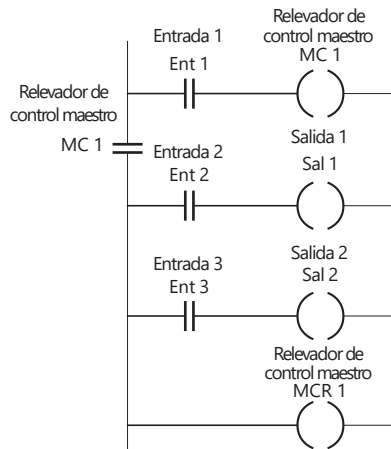 Relevador de
control maestro
MC 1
Entrada 1
Ent 1
Relevador de
control maestro
MC 1
Entrada 2
Ent 2
Salida 1
Sal 1
Entrada 3
Ent 3
Salida 2
Sal 2
Relevador de
control maestro
MCR 1